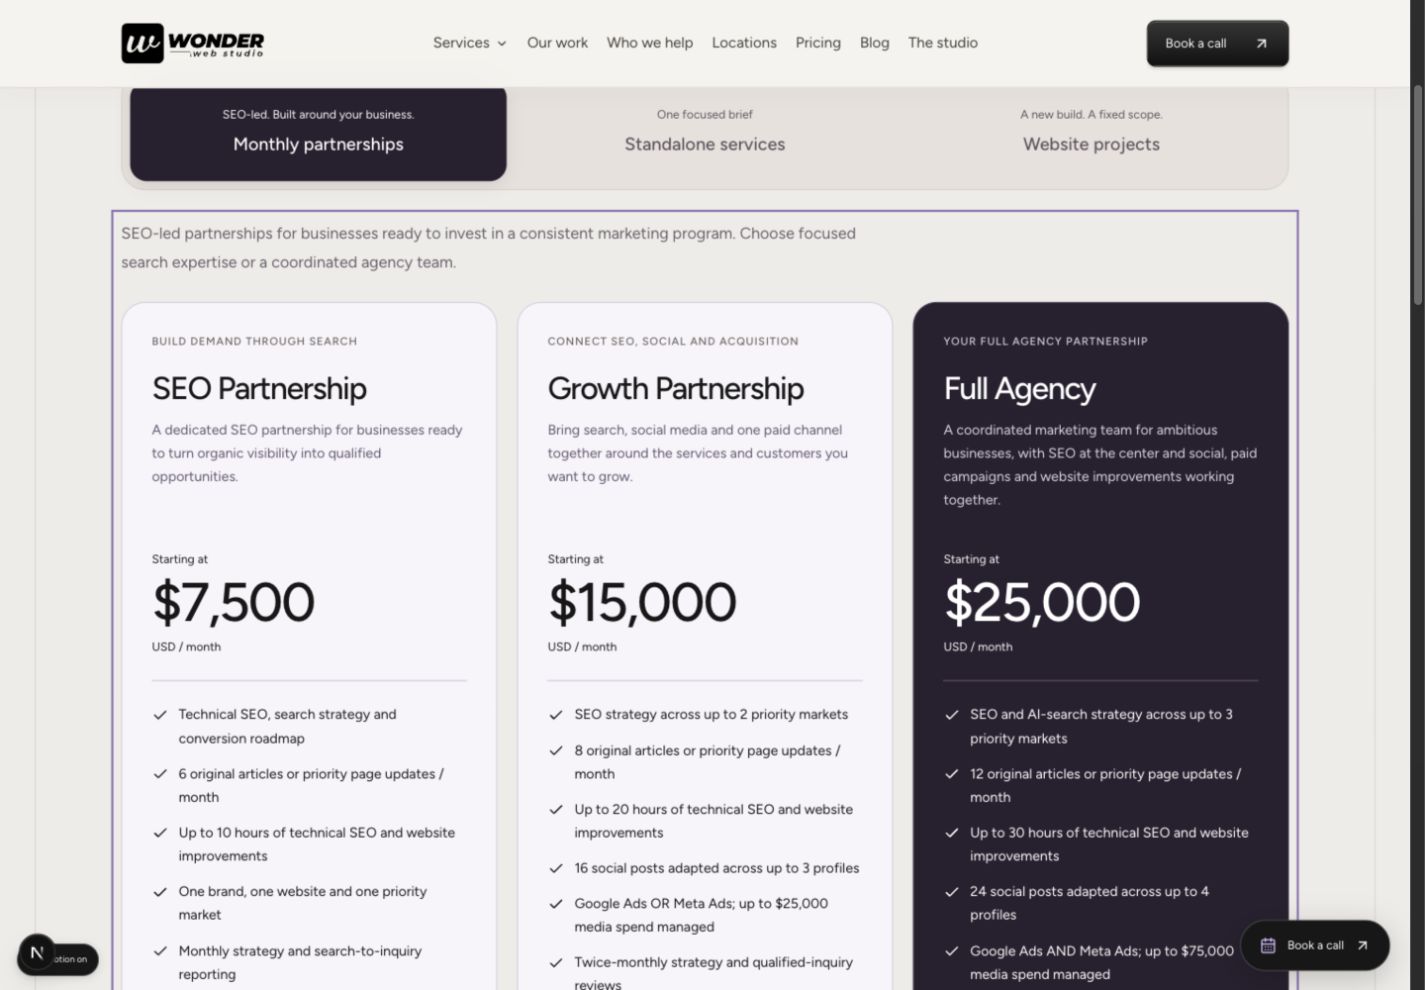 W WONDER
web studio
Services
Our work
Who we help
Locations
Pricing
Blog
The studio
Book a call
SEO-led. Built around your business.
Monthly partnerships
One focused brief
Standalone services
A new build. A fixed scope.
Website projects
SEO-led partnerships for businesses ready to invest in a consistent marketing program. Choose focused
search expertise or a coordinated agency team.
BUILD DEMAND THROUGH SEARCH
SEO Partnership
A dedicated SEO partnership for businesses ready
to turn organic visibility into qualified
opportunities.
Starting at
$7,500
USD / month
Technical SEO, search strategy and
conversion roadmap
6 original articles or priority page updates /
month
Up to 10 hours of technical SEO and website
improvements
One brand, one website and one priority
market
Monthly strategy and search-to-inquiry
reporting
CONNECT SEO, SOCIAL AND ACQUISITION
Growth Partnership
Bring search, social media and one paid channel
together around the services and customers you
want to grow.
Starting at
$15,000
USD / month
SEO strategy across up to 2 priority markets
8 original articles or priority page updates /
month
Up to 20 hours of technical SEO and website
improvements
16 social posts adapted across up to 3 profiles
Google Ads OR Meta Ads; up to $25,000
media spend managed
Twice-monthly strategy and qualified-inquiry
reviews
YOUR FULL AGENCY PARTNERSHIP
Full Agency
A coordinated marketing team for ambitious
businesses, with SEO at the center and social, paid
campaigns and website improvements working
together.
Starting at
$25,000
USD / month
SEO and AI-search strategy across up to 3
priority markets
12 original articles or priority page updates /
month
Up to 30 hours of technical SEO and website
improvements
24 social posts adapted across up to 4
profiles
Google Ads AND Meta Ads; up to $75,000
media spend managed
N
otion on
Book a call